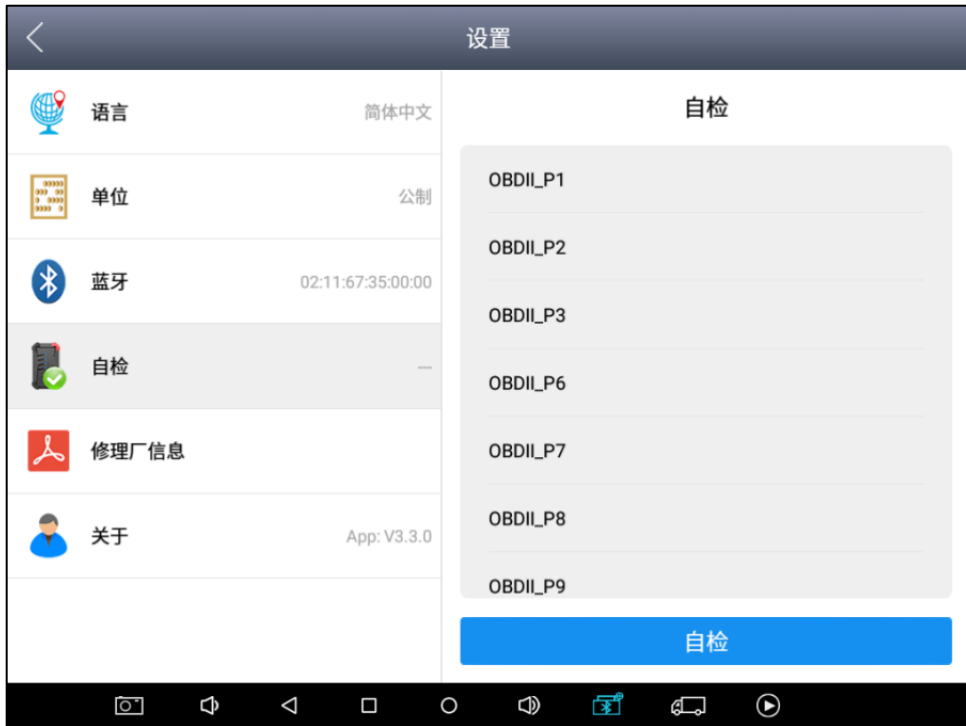 设置
语言
简体中文
单位
公制
蓝牙
02:11:67:35:00:00
自检
---
修理厂信息
关于
App: V3.3.0
自检
OBDII_P1
OBDII_P2
OBDII_P3
OBDII_P6
OBDII_P7
OBDII_P8
OBDII_P9
自检